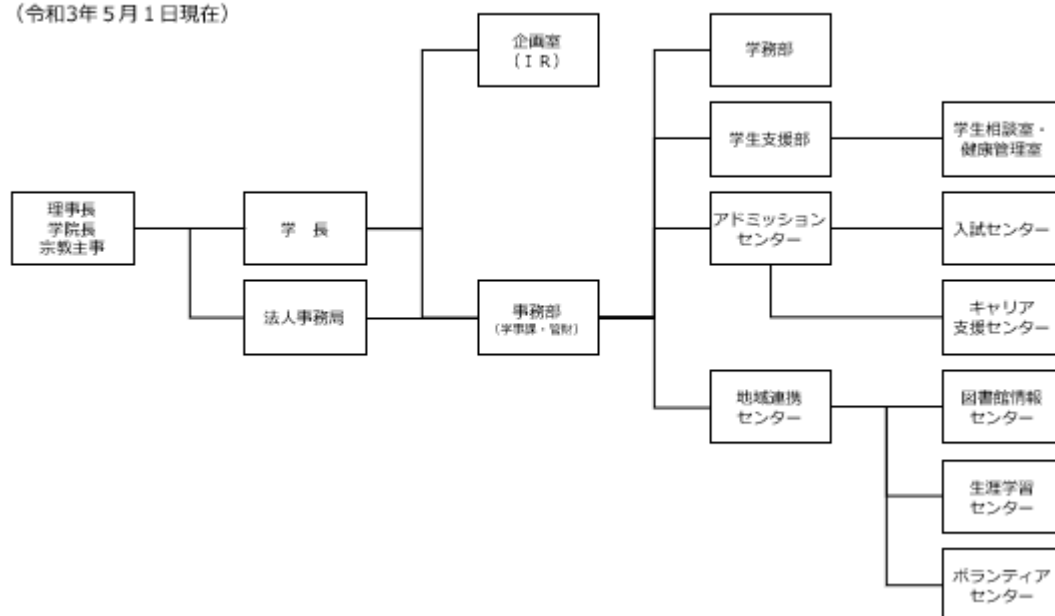 （令和3年５月１日現在）
企画室
（ＩＲ）
学務部
学生支援部
学生相談室・
健康管理室
理事長
学院長
宗教主事
学　長
アドミッション
センター
入試センター
法人事務局
事務部
（学事課・管財）
キャリア
支援センター
地域連携
センター
図書館情報
センター
生涯学習
センター
ボランティア
センター